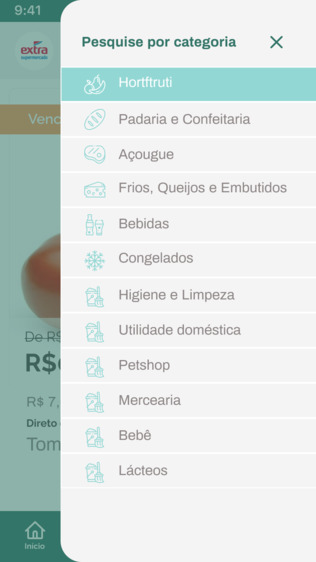 9:41
Pesquise por categoria
extra
supermercado
Hortftruti
Venc
Padaria e Confeitaria
Açougue
Frios, Queijos e Embutidos
Bebidas
Congelados
Higiene e Limpeza
Utilidade doméstica
De R$
R$
Petshop
R$ 7,
Mercearia
Direto
Bebê
Tom
Lácteos
Início